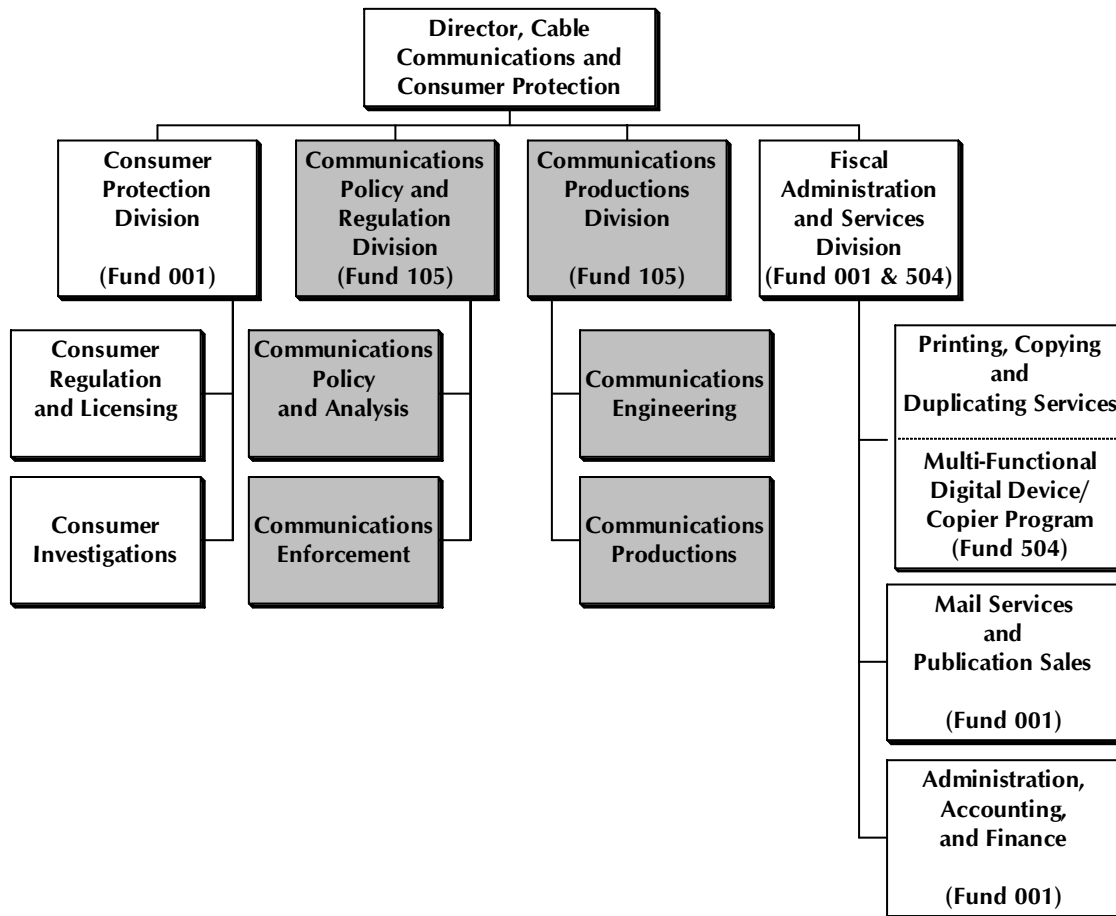 Director, Cable
Communications and
Consumer Protection
Consumer
Protection
Division
(Fund 001)
Communications
Policy and
Regulation
Division
(Fund 105)
Communications
Productions
Division
(Fund 105)
Fiscal
Administration
and Services
Division
(Fund 001 & 504)
Consumer
Regulation
and Licensing
Consumer
Investigations
Communications
Policy
and Analysis
Communications
Enforcement
Communications
Engineering
Communications
Productions
Printing, Copying
and
Duplicating Services
Multi-Functional
Digital Device/
Copier Program
(Fund 504)
Mail Services
and
Publication Sales
(Fund 001)
Administration,
Accounting,
and Finance
(Fund 001)